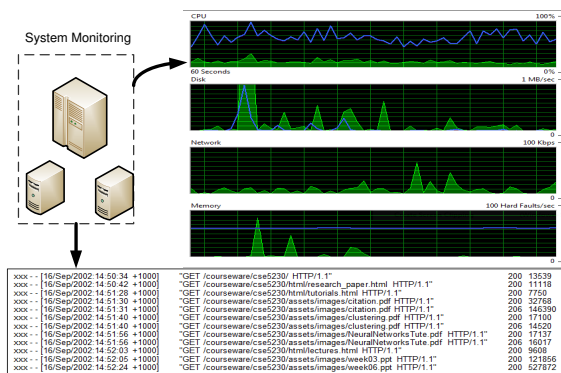 System Monitoring
CPU 100%
60 Seconds 0%
Disk 1 MB/sec
Network 100 Kbps
Memory 100 Hard Faults/sec
xxx - - [16/Sep/2002:14:50:34 +1000] "GET /courseware/cse5230/ HTTP/1.1" 200 13539
xxx - - [16/Sep/2002:14:50:42 +1000] "GET /courseware/cse5230/html/research_paper.html HTTP/1.1" 200 11118
xxx - - [16/Sep/2002:14:51:28 +1000] "GET /courseware/cse5230/html/tutorials.html HTTP/1.1" 200 7750
xxx - - [16/Sep/2002:14:51:30 +1000] "GET /courseware/cse5230/assets/images/citation.pdf HTTP/1.1" 200 32768
xxx - - [16/Sep/2002:14:51:31 +1000] "GET /courseware/cse5230/assets/images/citation.pdf HTTP/1.1" 206 146390
xxx - - [16/Sep/2002:14:51:40 +1000] "GET /courseware/cse5230/assets/images/clustering.pdf HTTP/1.1" 200 17100
xxx - - [16/Sep/2002:14:51:40 +1000] "GET /courseware/cse5230/assets/images/clustering.pdf HTTP/1.1" 206 14520
xxx - - [16/Sep/2002:14:51:56 +1000] "GET /courseware/cse5230/assets/images/NeuralNetworksTute.pdf HTTP/1.1" 200 17137
xxx - - [16/Sep/2002:14:51:56 +1000] "GET /courseware/cse5230/assets/images/NeuralNetworksTute.pdf HTTP/1.1" 206 16017
xxx - - [16/Sep/2002:14:52:03 +1000] "GET /courseware/cse5230/html/lectures.html HTTP/1.1" 200 9608
xxx - - [16/Sep/2002:14:52:05 +1000] "GET /courseware/cse5230/assets/images/week03.ppt HTTP/1.1" 200 121856
xxx - - [16/Sep/2002:14:52:24 +1000] "GET /courseware/cse5230/assets/images/week06.ppt HTTP/1.1" 200 527872